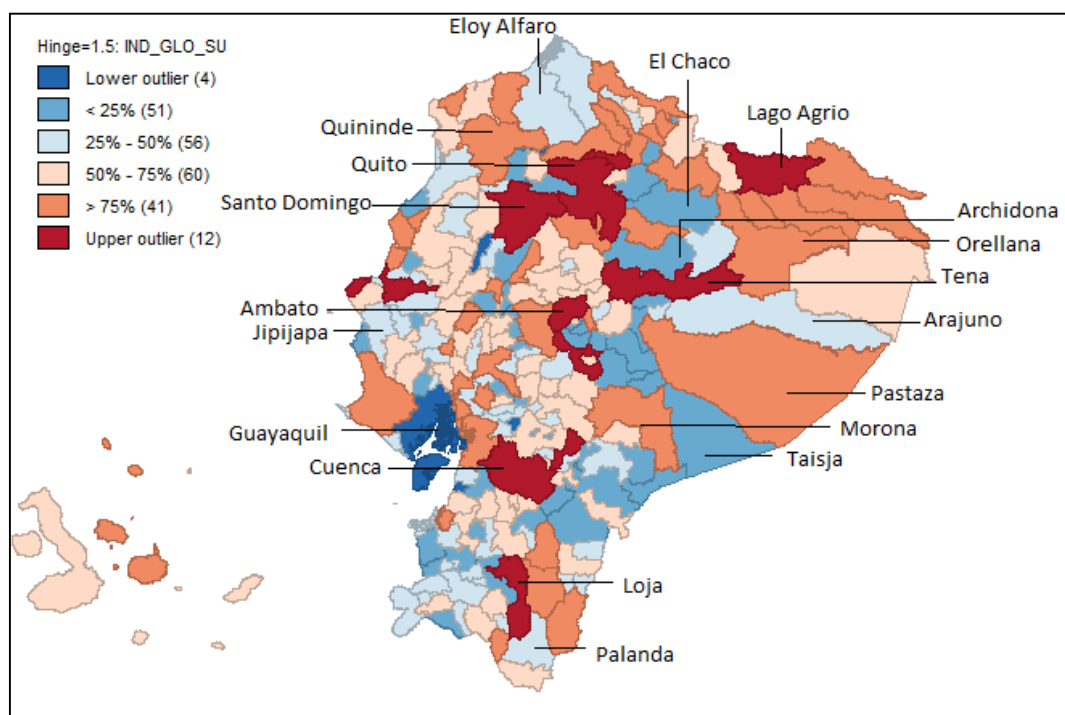 Hinge=1.5: IND_GLO_SU
Lower outlier (4)
< 25% (51)
25% - 50% (56)
50% - 75% (60)
> 75% (41)
Upper outlier (12)
Eloy Alfaro
El Chaco
Lago Agrio
Quininde
Quito
Santo Domingo
Archidona
Orellana
Tena
Ambato
Arajuno
Jipijapa
Pastaza
Guayaquil
Morona
Cuenca
Taisja
Loja
Palanda